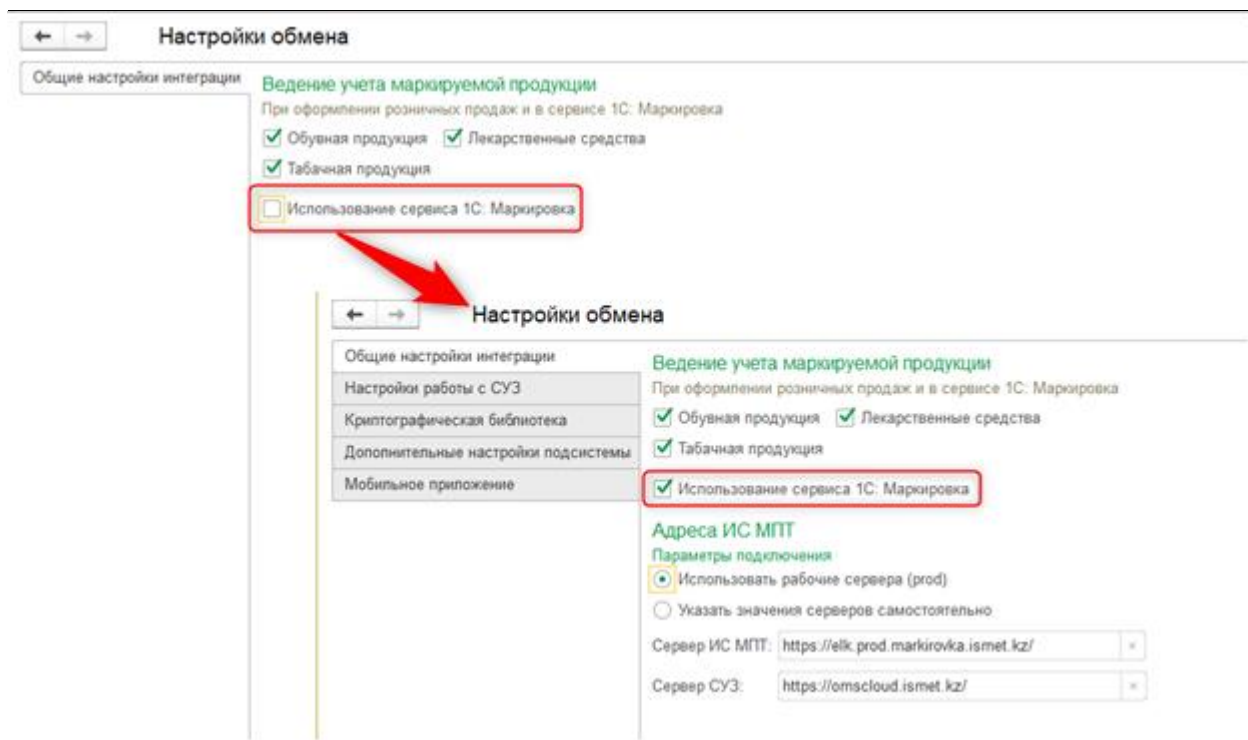 Настройки обмена
Общие настройки интеграции
Ведение учета маркируемой продукции
При оформлении розничных продаж и в сервисе 1С: Маркировка
Обувная продукция Лекарственные средства
Табачная продукция
Использование сервиса 1С: Маркировка
Настройки обмена
Общие настройки интеграции
Настройки работы с СУЗ
Криптографическая библиотека
Дополнительные настройки подсистемы
Мобильное приложение
Ведение учета маркируемой продукции
При оформлении розничных продаж и в сервисе 1С: Маркировка
Обувная продукция Лекарственные средства
Табачная продукция
Использование сервиса 1С: Маркировка
Адреса ИС МПТ
Параметры подключения
Использовать рабочие сервера (prod)
Указать значения серверов самостоятельно
Сервер ИС МПТ: https://elk.prod.markirovka.ismet.kz/
Сервер СУЗ: https://omscloud.ismet.kz/